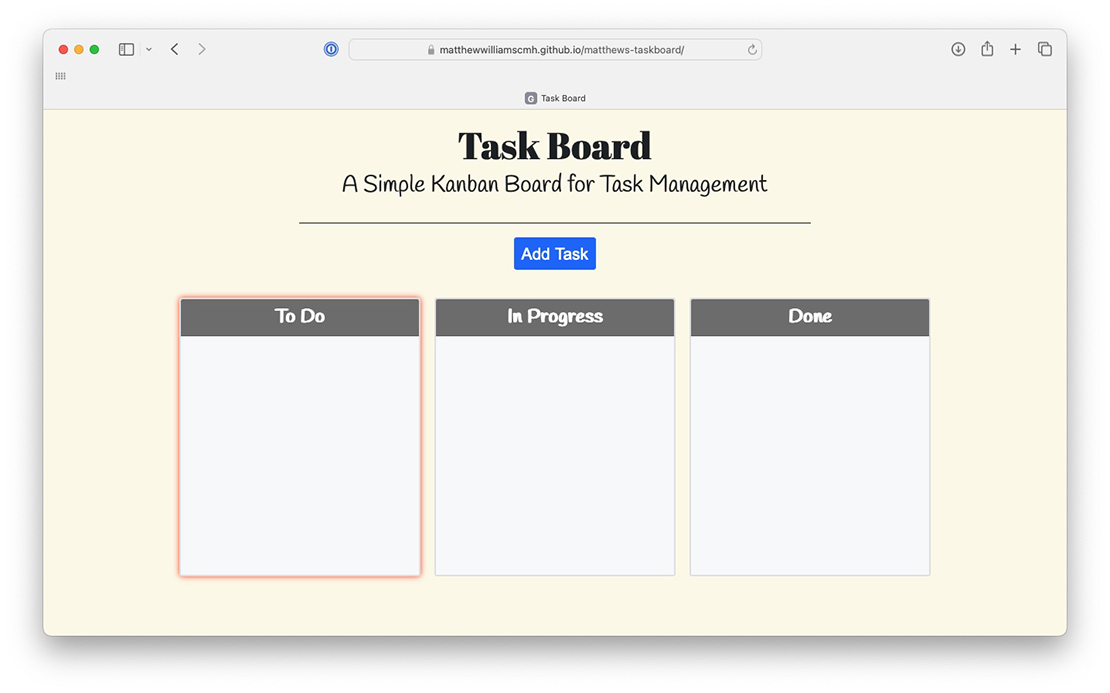 matthewwilliamscmh.github.io/matthews-taskboard/
G Task Board
Task Board
A Simple Kanban Board for Task Management
Add Task
To Do
In Progress
Done